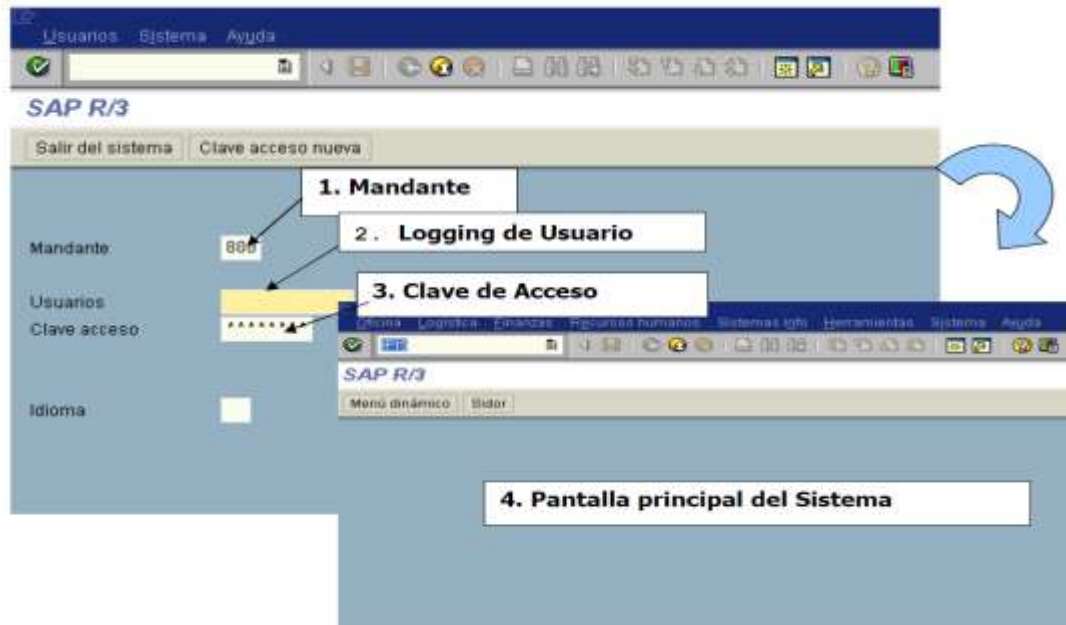 Usuarios Sistema Ayuda
SAP R/3
Salir del sistema Clave acceso nueva
1. Mandante
Mandante
2. Logging de Usuario
Usuarios
3. Clave de Acceso
Clave acceso *******
Oficina Logística Finanzas Recursos humanos Sistemas info Herramientas Sistema Ayuda
SAP R/3
Menú dinámico Sidor
Idioma
4. Pantalla principal del Sistema